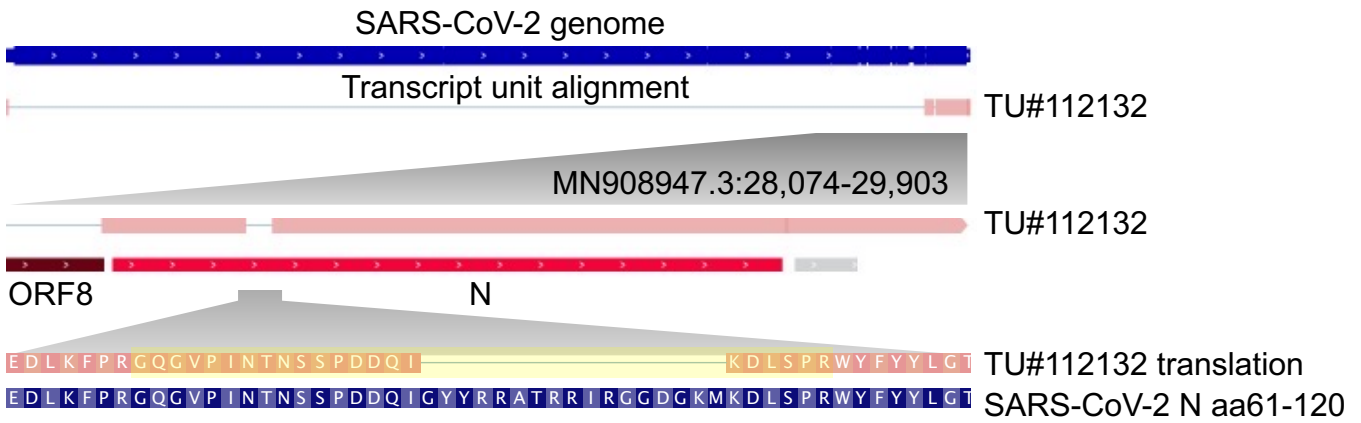 SARS-CoV-2 genome
Transcript unit alignment
TU#112132
MN908947.3:28,074-29,903
TU#112132
ORF8 N
EDLKFPRGQGVPINTNSSPDDQI KDLSPRWYFYYLGT TU#112132 translation
EDLKFPRGQGVPINTNSSPDDQIGYYRRATRRIRGGDGKMKDLSPRWYFYYLGT SARS-CoV-2 N aa61-120